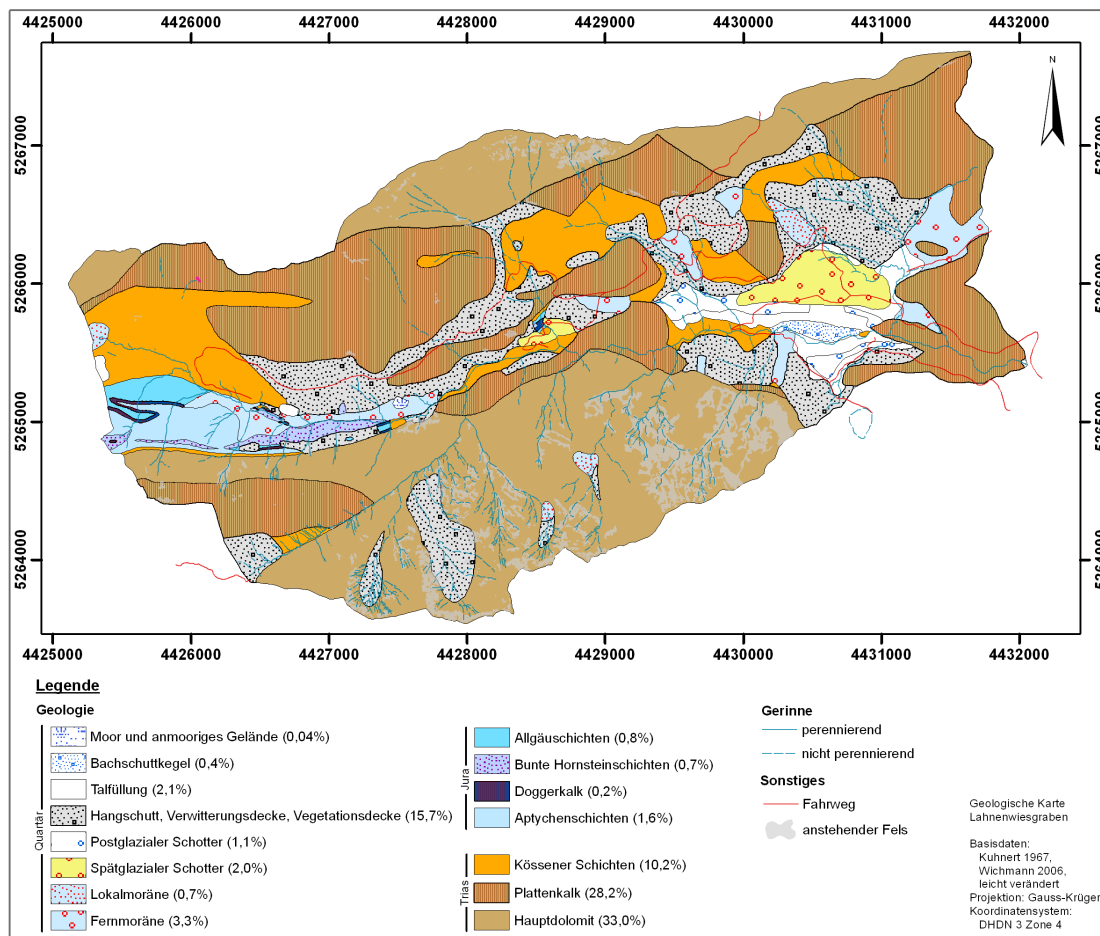 4425000 4426000 4427000 4428000 4429000 4430000 4431000 4432000
N
5267000
5267000
5266000
5266000
5265000
5265000
5264000
5264000
4425000 4426000 4427000 4428000 4429000 4430000 4431000 4432000
Legende
Geologie
Quartär
Moor und anmooriges Gelände (0,04%)
Bachschuttkegel (0,4%)
Talfüllung (2,1%)
Hangschutt, Verwitterungsdecke, Vegetationsdecke (15,7%)
Postglazialer Schotter (1,1%)
Spätglazialer Schotter (2,0%)
Lokalmoräne (0,7%)
Fernmoräne (3,3%)
Jura
Allgäuschichten (0,8%)
Bunte Hornsteinschichten (0,7%)
Doggerkalk (0,2%)
Aptychenschichten (1,6%)
Trias
Kössener Schichten (10,2%)
Plattenkalk (28,2%)
Hauptdolomit (33,0%)
Gerinne
perennierend
nicht perennierend
Sonstiges
Fahrweg
anstehender Fels
Geologische Karte
Lahnenwiesgraben
Basisdaten:
Kuhnert 1967,
Wichmann 2006,
leicht verändert
Projektion: Gauss-Krüger
Koordinatensystem:
DHDN 3 Zone 4